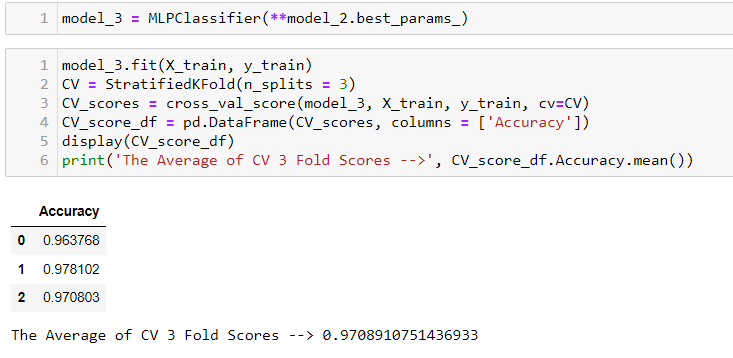 1 model_3 = MLPClassifier(**model_2.best_params_)
1 model_3.fit(X_train, y_train)
2 CV = StratifiedKFold(n_splits = 3)
3 CV_scores = cross_val_score(model_3, X_train, y_train, cv=CV)
4 CV_score_df = pd.DataFrame(CV_scores, columns = ['Accuracy'])
5 display(CV_score_df)
6 print('The Average of CV 3 Fold Scores -->', CV_score_df.Accuracy.mean())
Accuracy
0 0.963768
1 0.978102
2 0.970803
The Average of CV 3 Fold Scores --> 0.9708910751436933